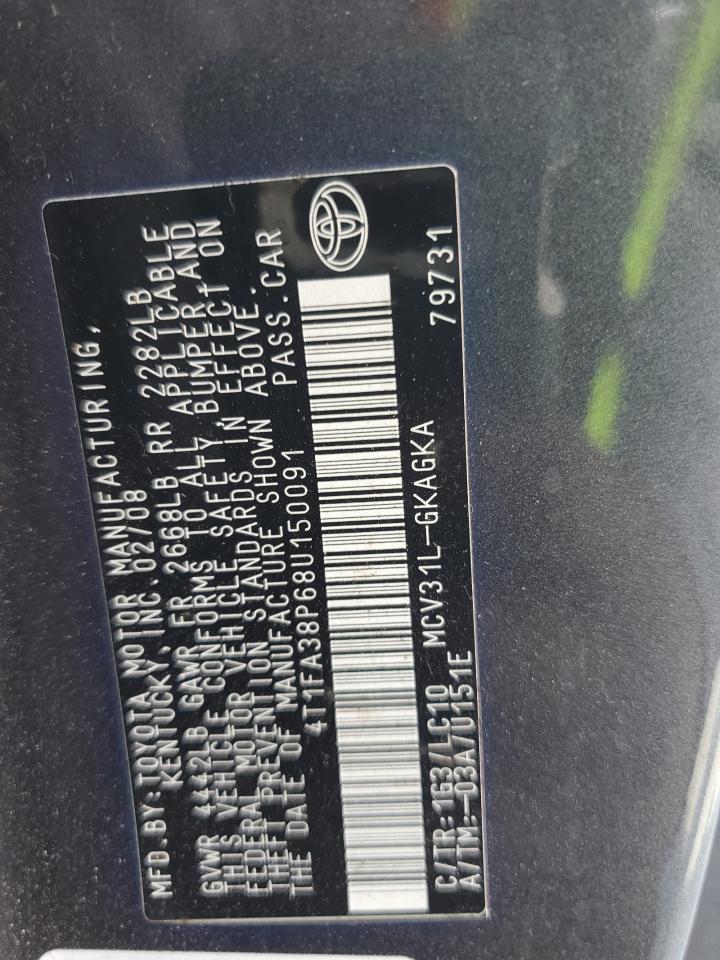 MFD.BY:TOYOTA MOTOR MANUFACTURING,
KENTUCKY, INC.02/08
GVWR 4442LB GAWR FR 2668LB RR 2282LB
THIS VEHICLE CONFORMS TO ALL APPLICABLE
FEDERAL MOTOR VEHICLE SAFETY, BUMPER,AND
THEFT PREVENTION STANDARDS IN EFFECT ON
THE DATE OF MANUFACTURE SHOWN ABOVE.
4T1FA38P68U150091 PASS.CAR
C/TR:1G3/LC10 MCV31L-GKAGKA
A/TM:-03A/U151E 79731